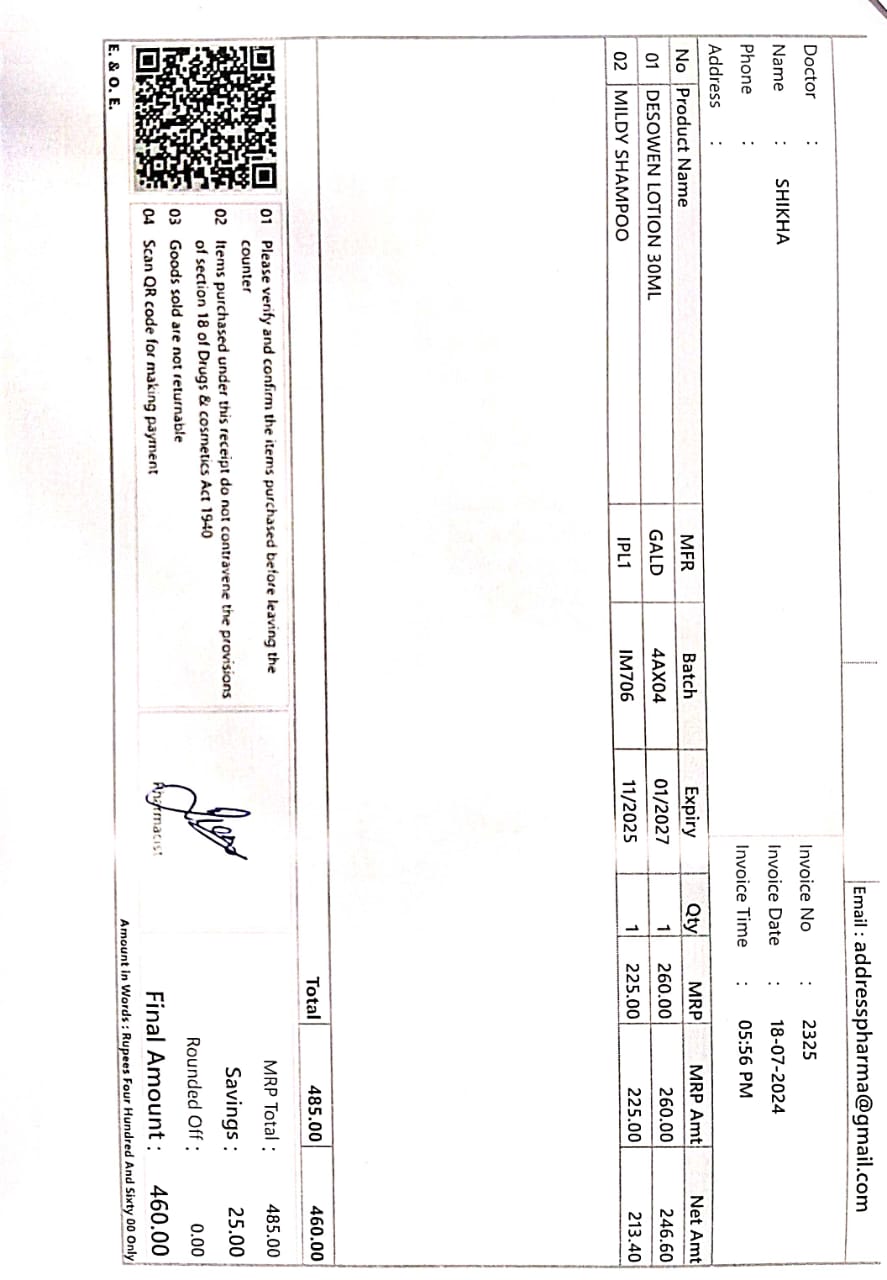 Email : addresspharma@gmail.com
Doctor :
Name : SHIKHA
Phone :
Address :
Invoice No : 2325
Invoice Date : 18-07-2024
Invoice Time : 05:56 PM
No Product Name MFR Batch Expiry Qty MRP MRP Amt Net Amt
01 DESOWEN LOTION 30ML GALD 4AX04 01/2027 1 260.00 260.00 246.60
02 MILDY SHAMPOO IPL1 IM706 11/2025 1 225.00 225.00 213.40
Total 485.00 460.00
01 Please verify and confirm the items purchased before leaving the
counter
02 Items purchased under this receipt do not contravene the provisions
of section 18 of Drugs & cosmetics Act 1940
03 Goods sold are not returnable
04 Scan QR code for making payment
E. & O. E.
Pharmacist
MRP Total : 485.00
Savings : 25.00
Rounded Off : 0.00
Final Amount : 460.00
Amount in Words : Rupees Four Hundred And Sixty 00 Only